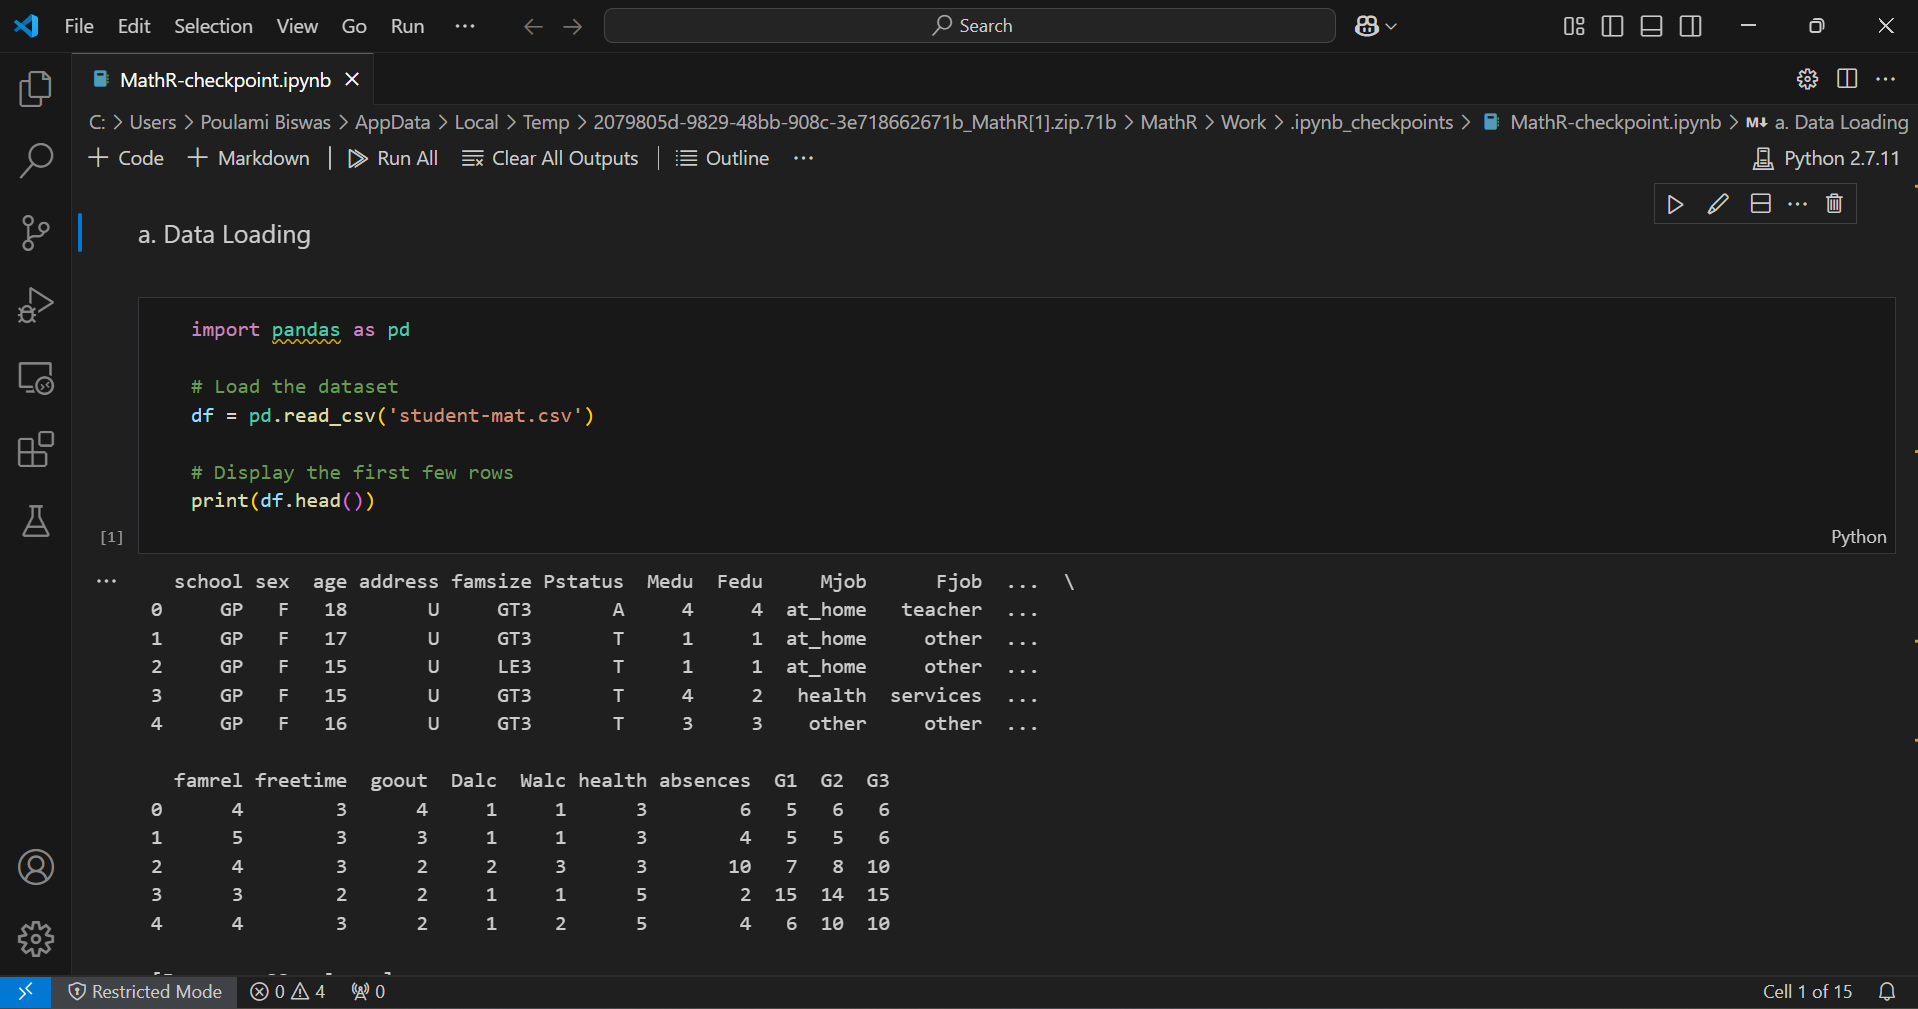 File Edit Selection View Go Run ··· Search
MathR-checkpoint.ipynb
C: > Users > Poulami Biswas > AppData > Local > Temp > 2079805d-9829-48bb-908c-3e718662671b_MathR[1].zip.71b > MathR > Work > .ipynb_checkpoints > MathR-checkpoint.ipynb > M↓ a. Data Loading
+ Code + Markdown | Run All Clear All Outputs | Outline ··· Python 2.7.11
a. Data Loading
import pandas as pd
# Load the dataset
df = pd.read_csv('student-mat.csv')
# Display the first few rows
print(df.head())
[1] Python
··· school sex age address famsize Pstatus Medu Fedu Mjob Fjob ... \
0 GP F 18 U GT3 A 4 4 at_home teacher ...
1 GP F 17 U GT3 T 1 1 at_home other ...
2 GP F 15 U LE3 T 1 1 at_home other ...
3 GP F 15 U GT3 T 4 2 health services ...
4 GP F 16 U GT3 T 3 3 other other ...
famrel freetime goout Dalc Walc health absences G1 G2 G3
0 4 3 4 1 1 3 6 5 6 6
1 5 3 3 1 1 3 4 5 5 6
2 4 3 2 2 3 3 10 7 8 10
3 3 2 2 1 1 5 2 15 14 15
4 4 3 2 1 2 5 4 6 10 10
Restricted Mode 0 4 0 Cell 1 of 15